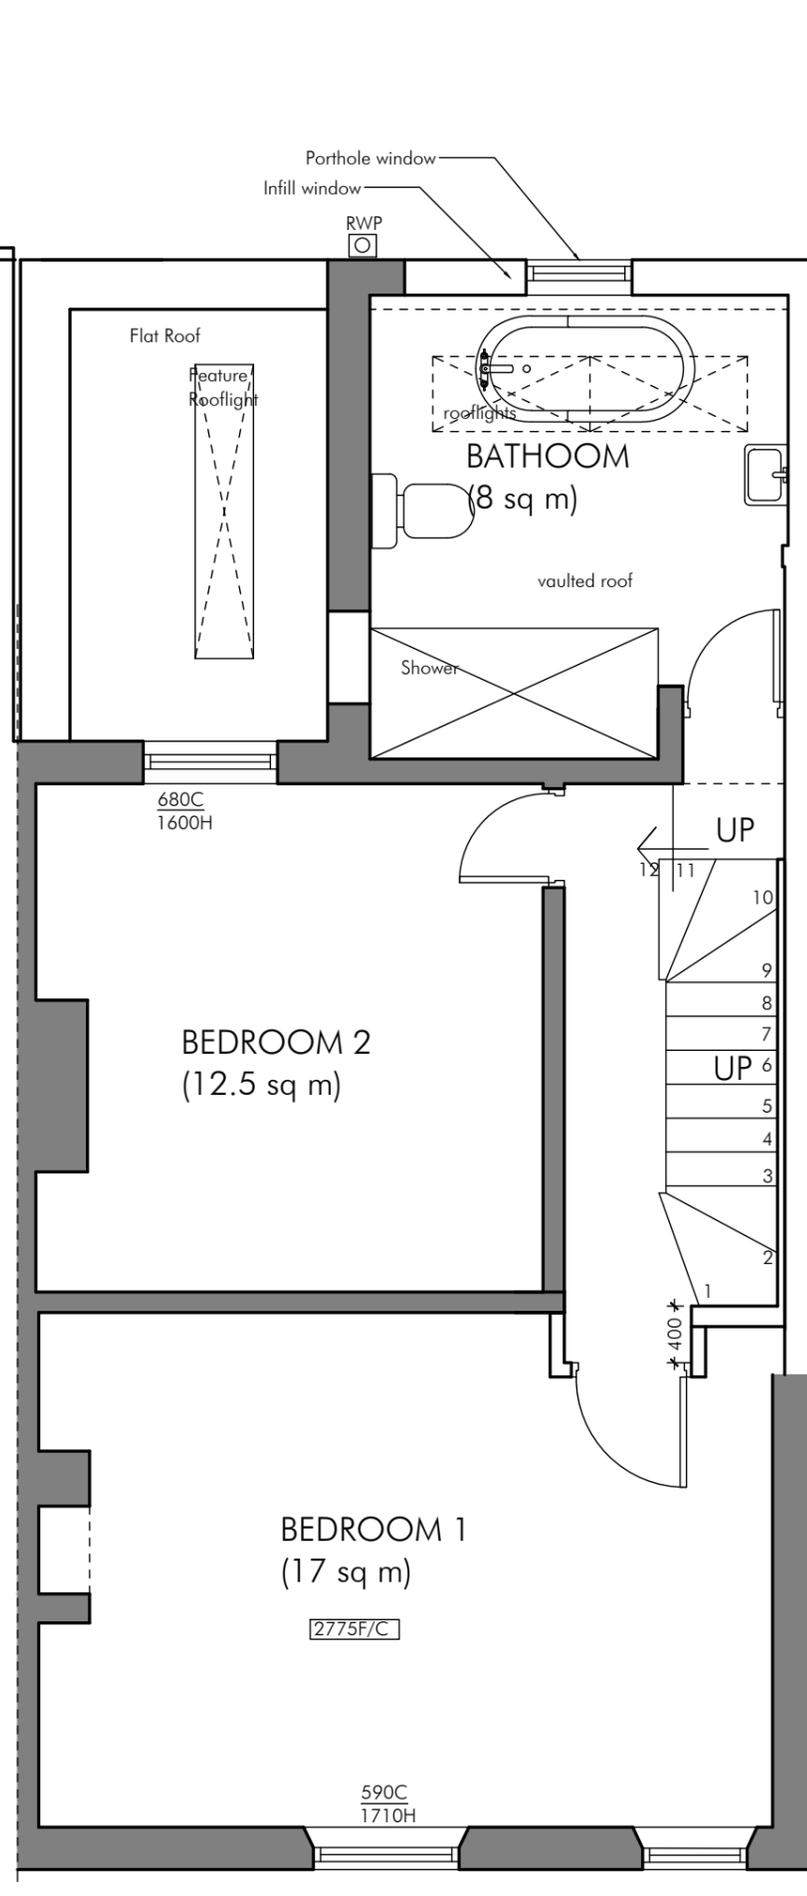 Porthole window
Infill window
RWP
Flat Roof
Feature
Rooflight
rooflights
BATHOOM
(8 sq m)
vaulted roof
Shower
680C
1600H
UP
12 11
10
9
8
7
UP 6
5
4
3
2
1
BEDROOM 2
(12.5 sq m)
400
BEDROOM 1
(17 sq m)
2775F/C
590C
1710H